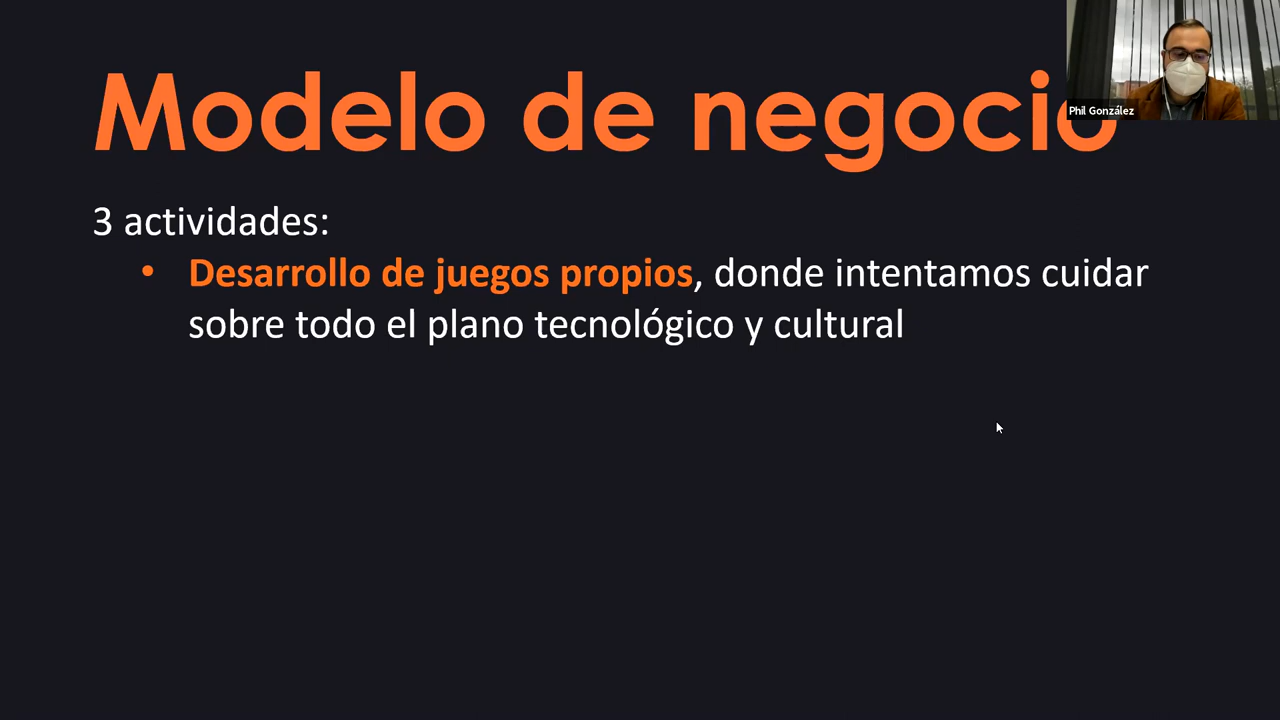 Modelo de negocio
Phil González
3 actividades:
• Desarrollo de juegos propios, donde intentamos cuidar
sobre todo el plano tecnológico y cultural